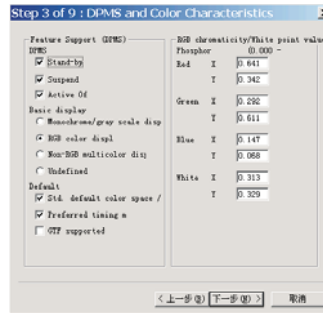 Step 3 of 9 : DPMS and Color Characteristics
Feature Support (DPMS)
DPMS
Stand-by
Suspend
Active Of
Basic display
Monochrome/gray scale disp
RGB color displ
Non-RGB multicolor disp
Undefined
Default
Std. default color space /
Preferred timing m
GTF supported
RGB chromaticity/White point value
Phosphor (0.000 -
Red X 0.641
Y 0.342
Green X 0.292
Y 0.611
Blue X 0.147
Y 0.068
White X 0.313
Y 0.329
< 上一步(B) 下一步(N) > 取消